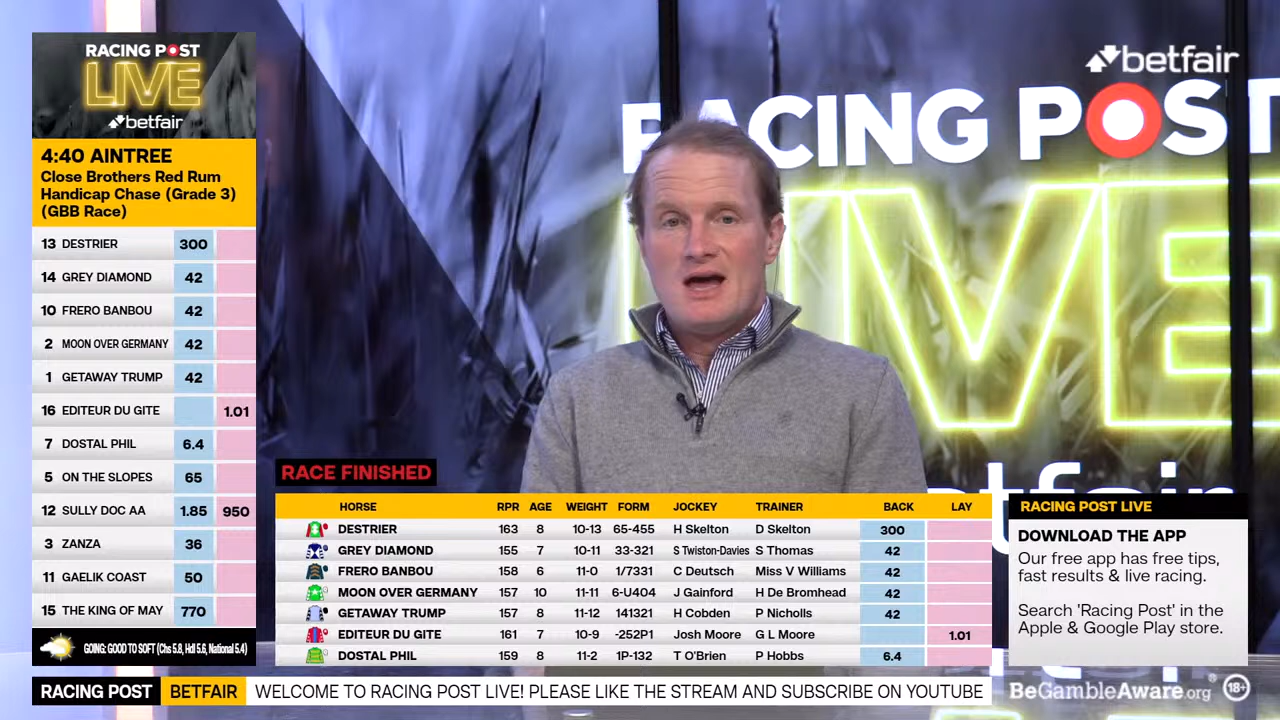 RACING POST
LIVE
betfair
4:40 AINTREE
Close Brothers Red Rum
Handicap Chase (Grade 3)
(GBB Race)
13 DESTRIER 300
14 GREY DIAMOND 42
10 FRERO BANBOU 42
2 MOON OVER GERMANY 42
1 GETAWAY TRUMP 42
16 EDITEUR DU GITE 1.01
7 DOSTAL PHIL 6.4
5 ON THE SLOPES 65
12 SULLY DOC AA 1.85 950
3 ZANZA 36
11 GAELIK COAST 50
15 THE KING OF MAY 770
GOING: GOOD TO SOFT (Chs 5.8, Hdl 5.6, National 5.4)
betfair
RACING POST
LIVE
betfair
RACE FINISHED
HORSE RPR AGE WEIGHT FORM JOCKEY TRAINER BACK LAY
DESTRIER 163 8 10-13 65-455 H Skelton D Skelton 300
GREY DIAMOND 155 7 10-11 33-321 S Twiston-Davies S Thomas 42
FRERO BANBOU 158 6 11-0 1/7331 C Deutsch Miss V Williams 42
MOON OVER GERMANY 157 10 11-11 6-U404 J Gainford H De Bromhead 42
GETAWAY TRUMP 157 8 11-12 141321 H Cobden P Nicholls 42
EDITEUR DU GITE 161 7 10-9 -252P1 Josh Moore G L Moore 1.01
DOSTAL PHIL 159 8 11-2 1P-132 T O'Brien P Hobbs 6.4
RACING POST LIVE
DOWNLOAD THE APP
Our free app has free tips,
fast results & live racing.
Search 'Racing Post' in the
Apple & Google Play store.
RACING POST BETFAIR WELCOME TO RACING POST LIVE! PLEASE LIKE THE STREAM AND SUBSCRIBE ON YOUTUBE
BeGambleAware.org® 18+